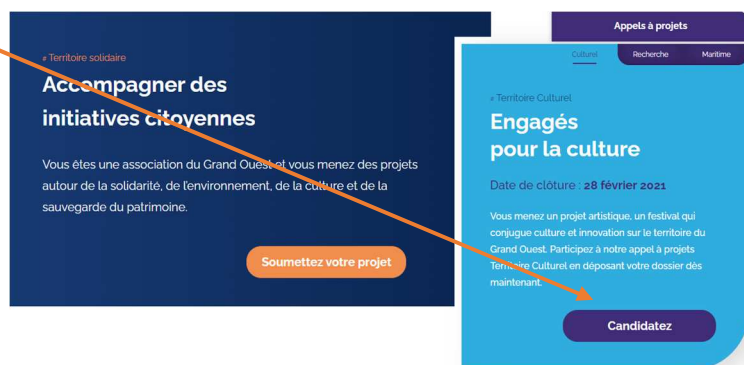 # Territoire solidaire
Accompagner des
initiatives citoyennes
Vous êtes une association du Grand Ouest et vous menez des projets
autour de la solidarité, de l'environnement, de la culture et de la
sauvegarde du patrimoine.
Soumettez votre projet
Appels à projets
Culturel Recherche Maritime
# Territoire Culturel
Engagés
pour la culture
Date de clôture : 28 février 2021
Vous menez un projet artistique, un festival qui
conjugue culture et innovation sur le territoire du
Grand Ouest. Participez à notre appel à projets
Territoire Culturel en déposant votre dossier dès
maintenant.
Candidatez